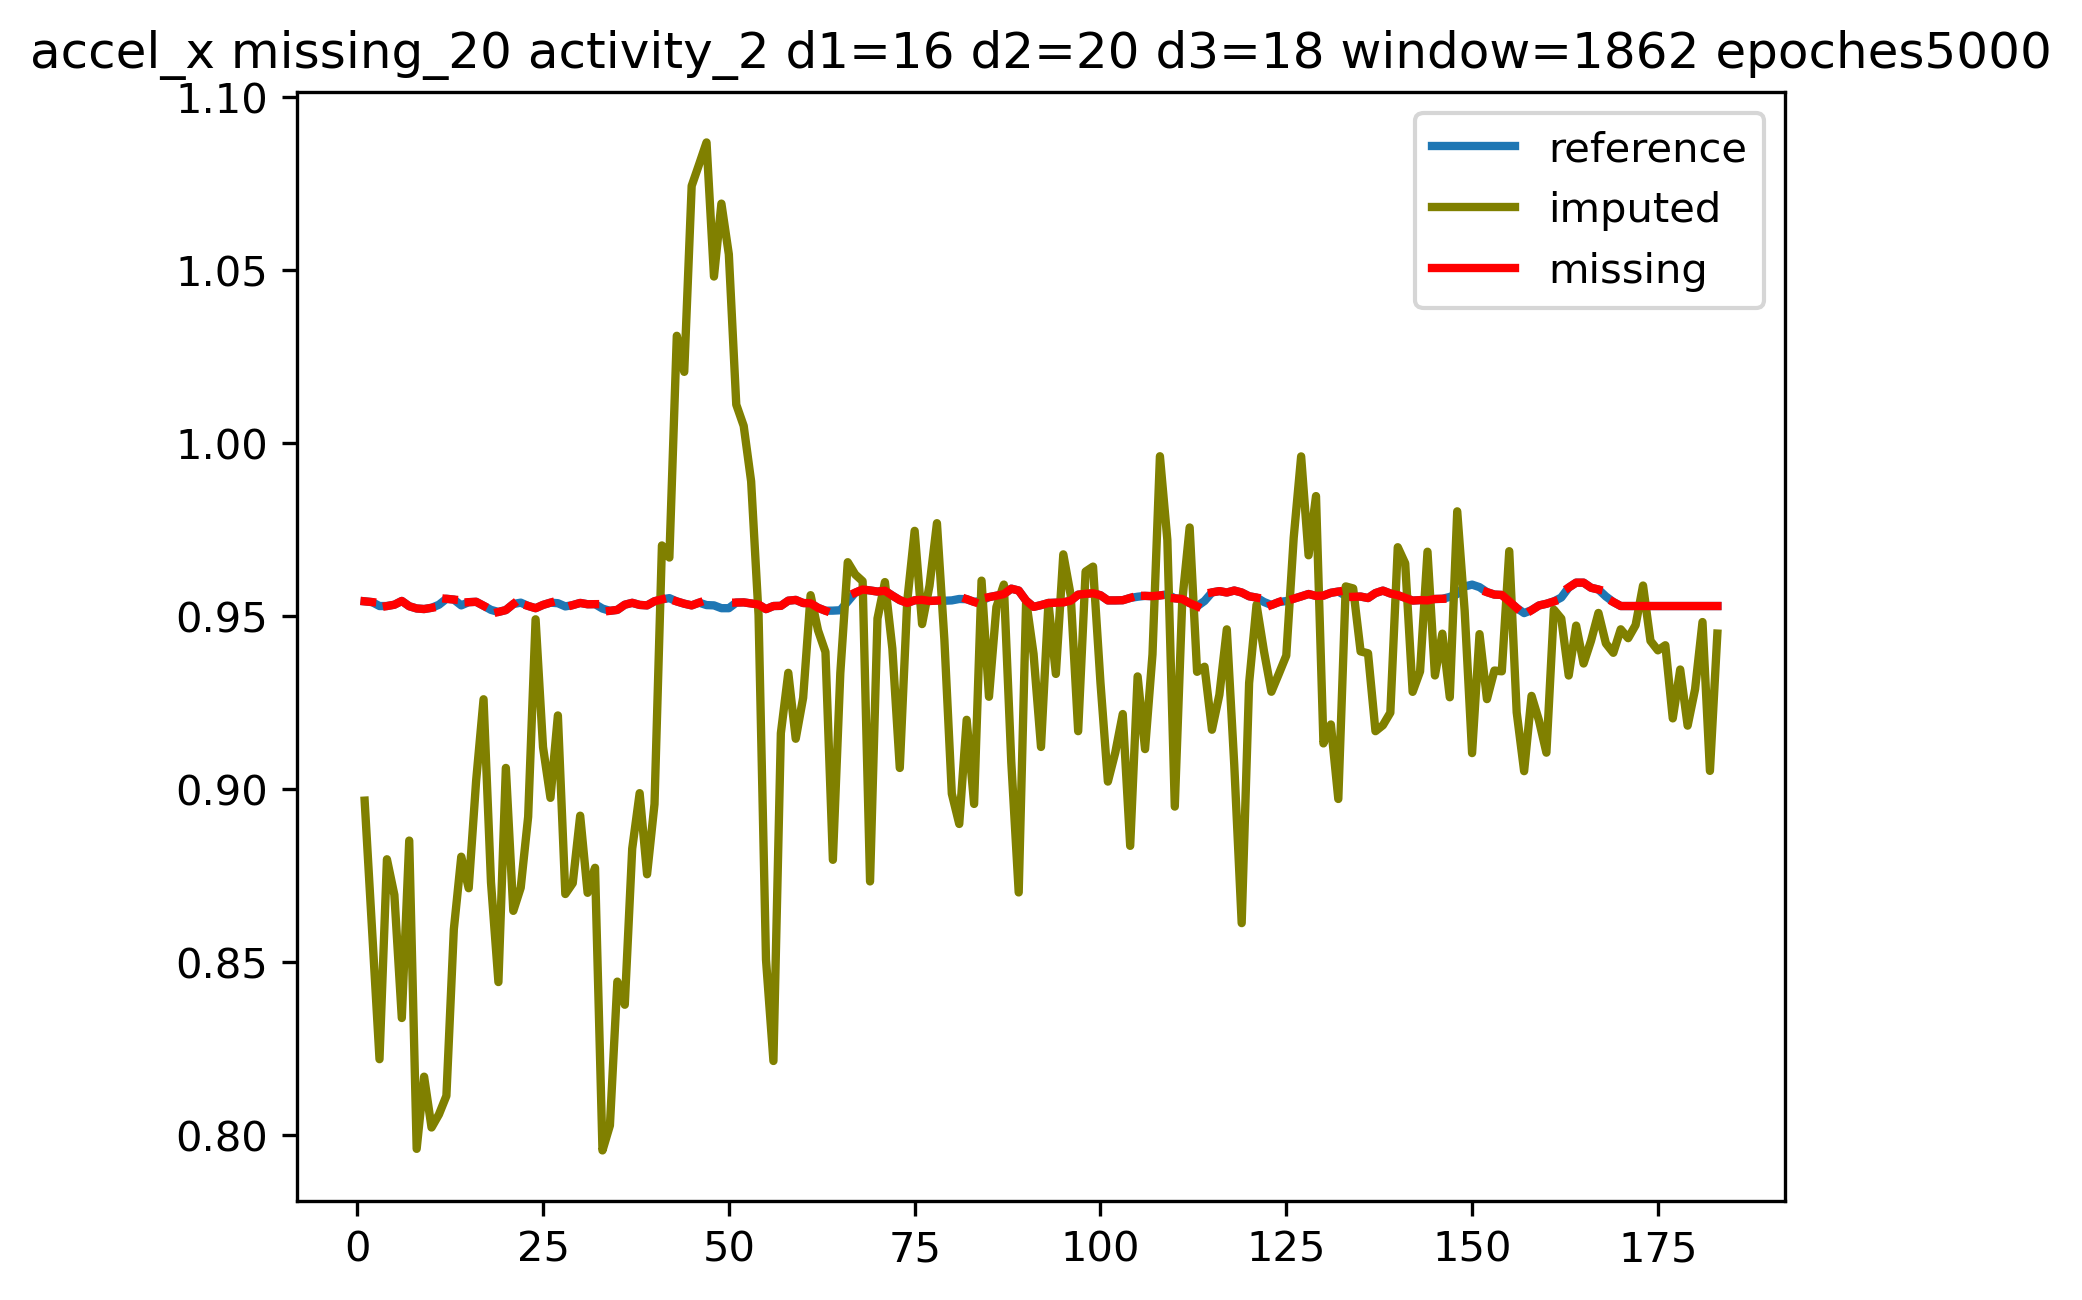 accel_x missing_20 activity_2 d1=16 d2=20 d3=18 window=1862 epoches5000
1.10
1.05
1.00
0.95
0.90
0.85
0.80
reference
imputed
missing
0 25 50 75 100 125 150 175